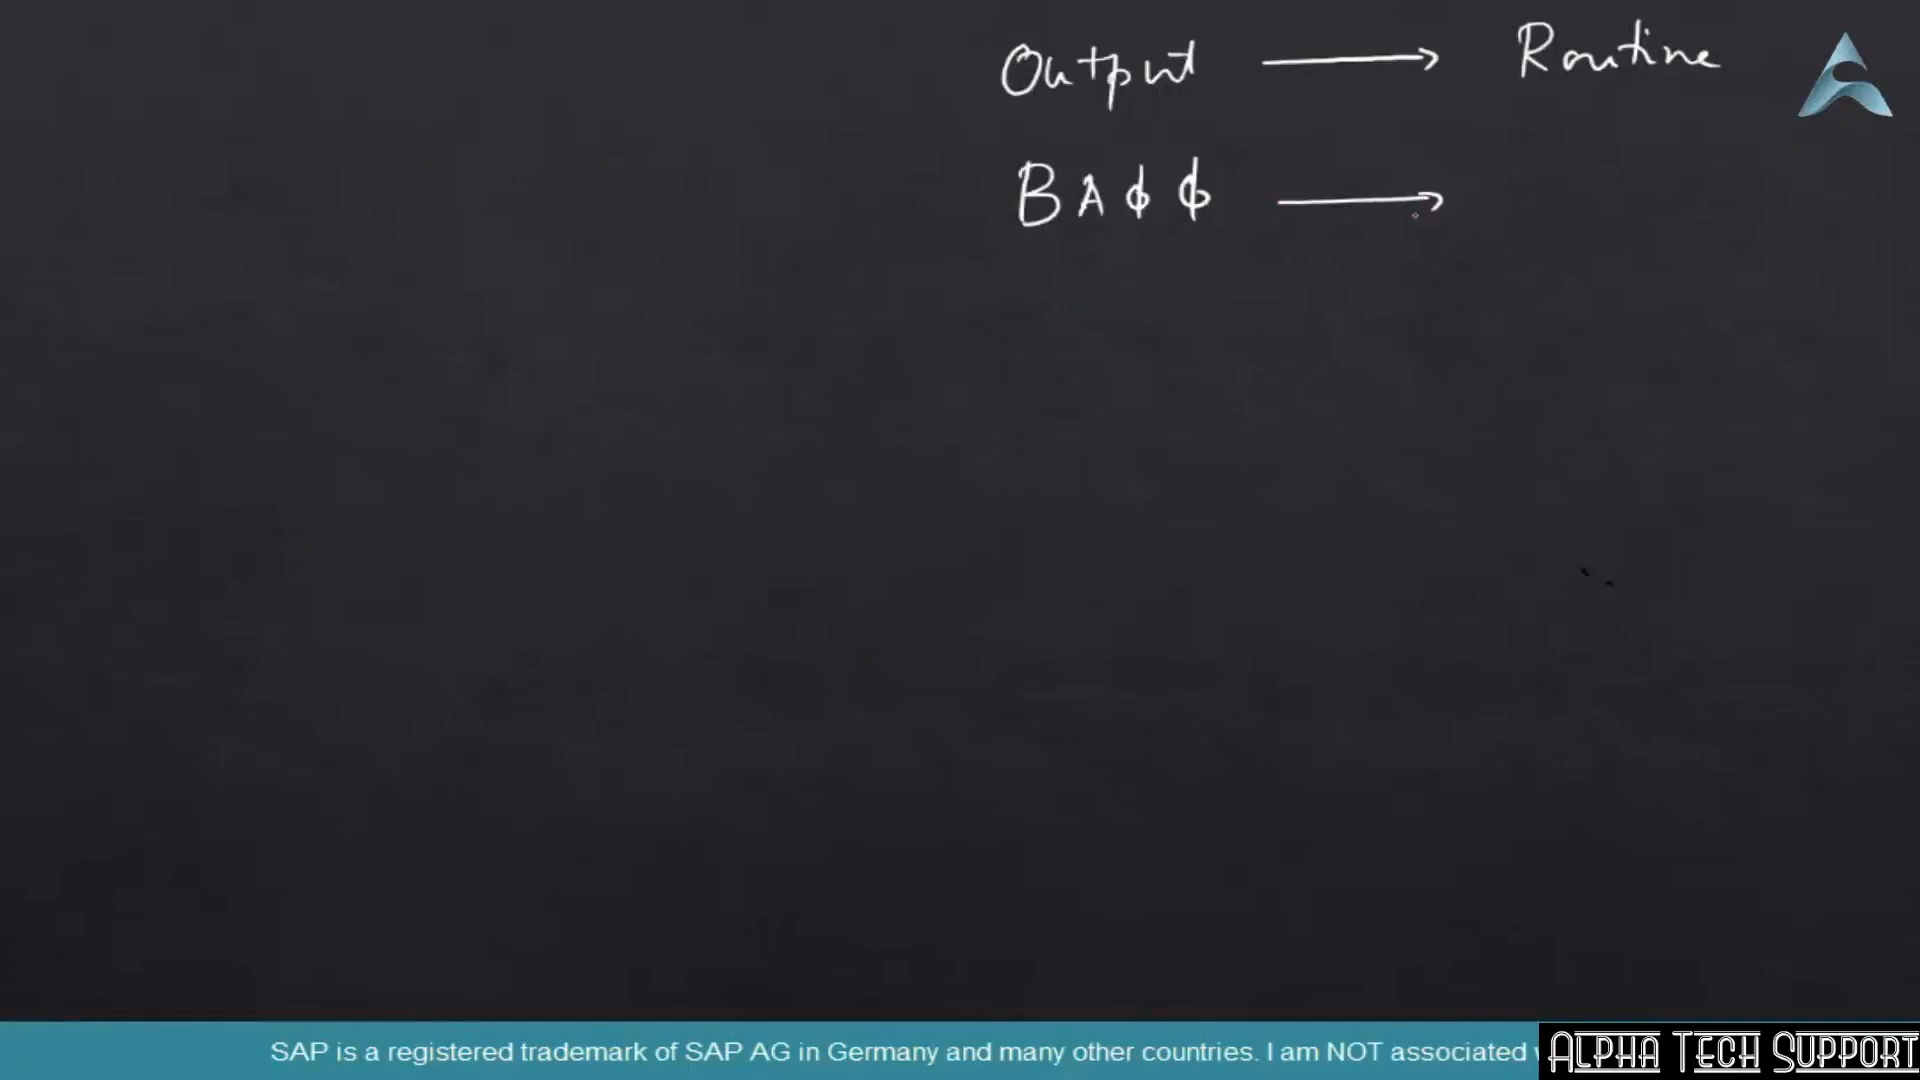 Output → Routine
BA00 →
SAP is a registered trademark of SAP AG in Germany and many other countries. I am NOT associated
ALPHA TECH SUPPORT